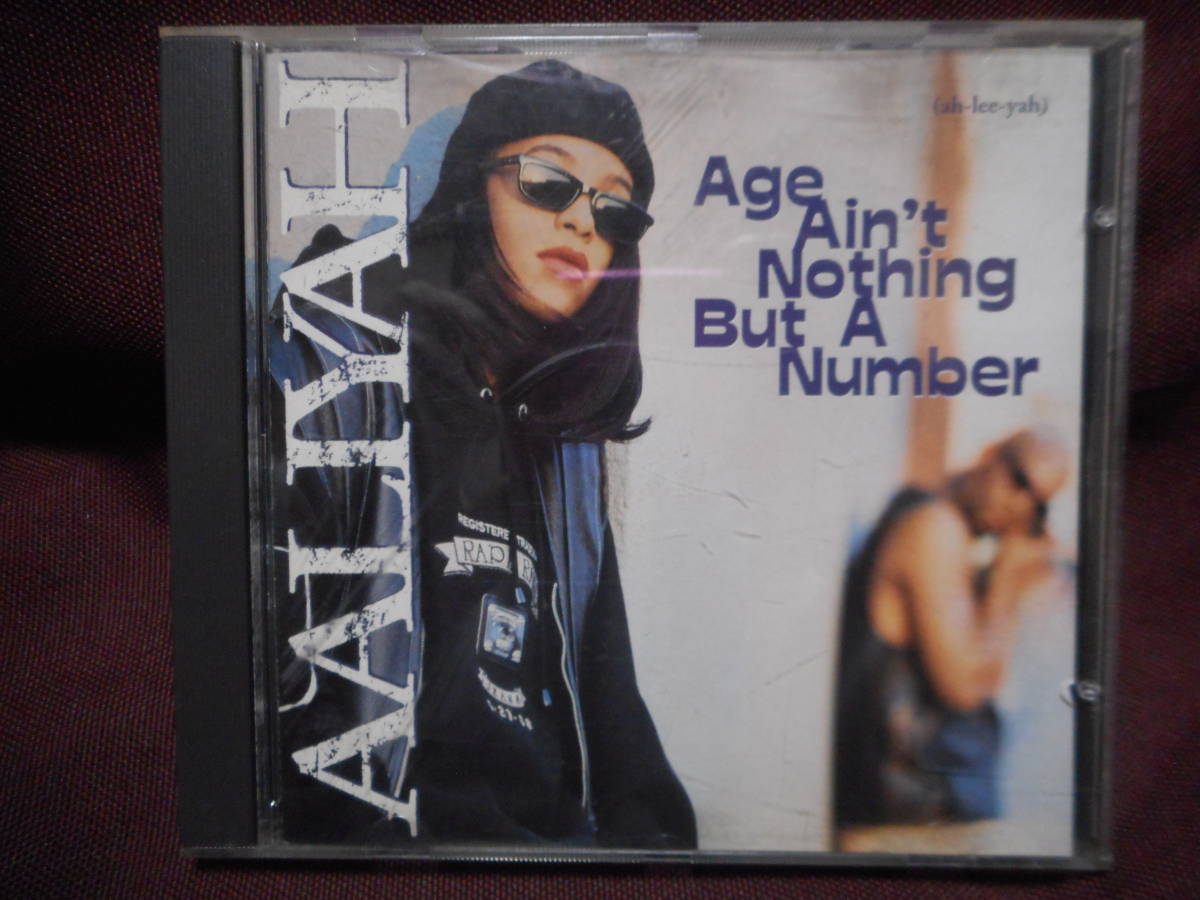 AALIYAH
(ah-lee-yah)
Age
Ain't
Nothing
But A
Number
REGISTERE
RAP